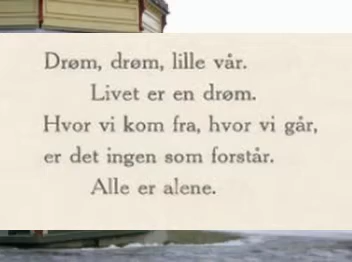 Drøm, drøm, lille vår.
Livet er en drøm.
Hvor vi kom fra, hvor vi går,
er det ingen som forstår.
Alle er alene.